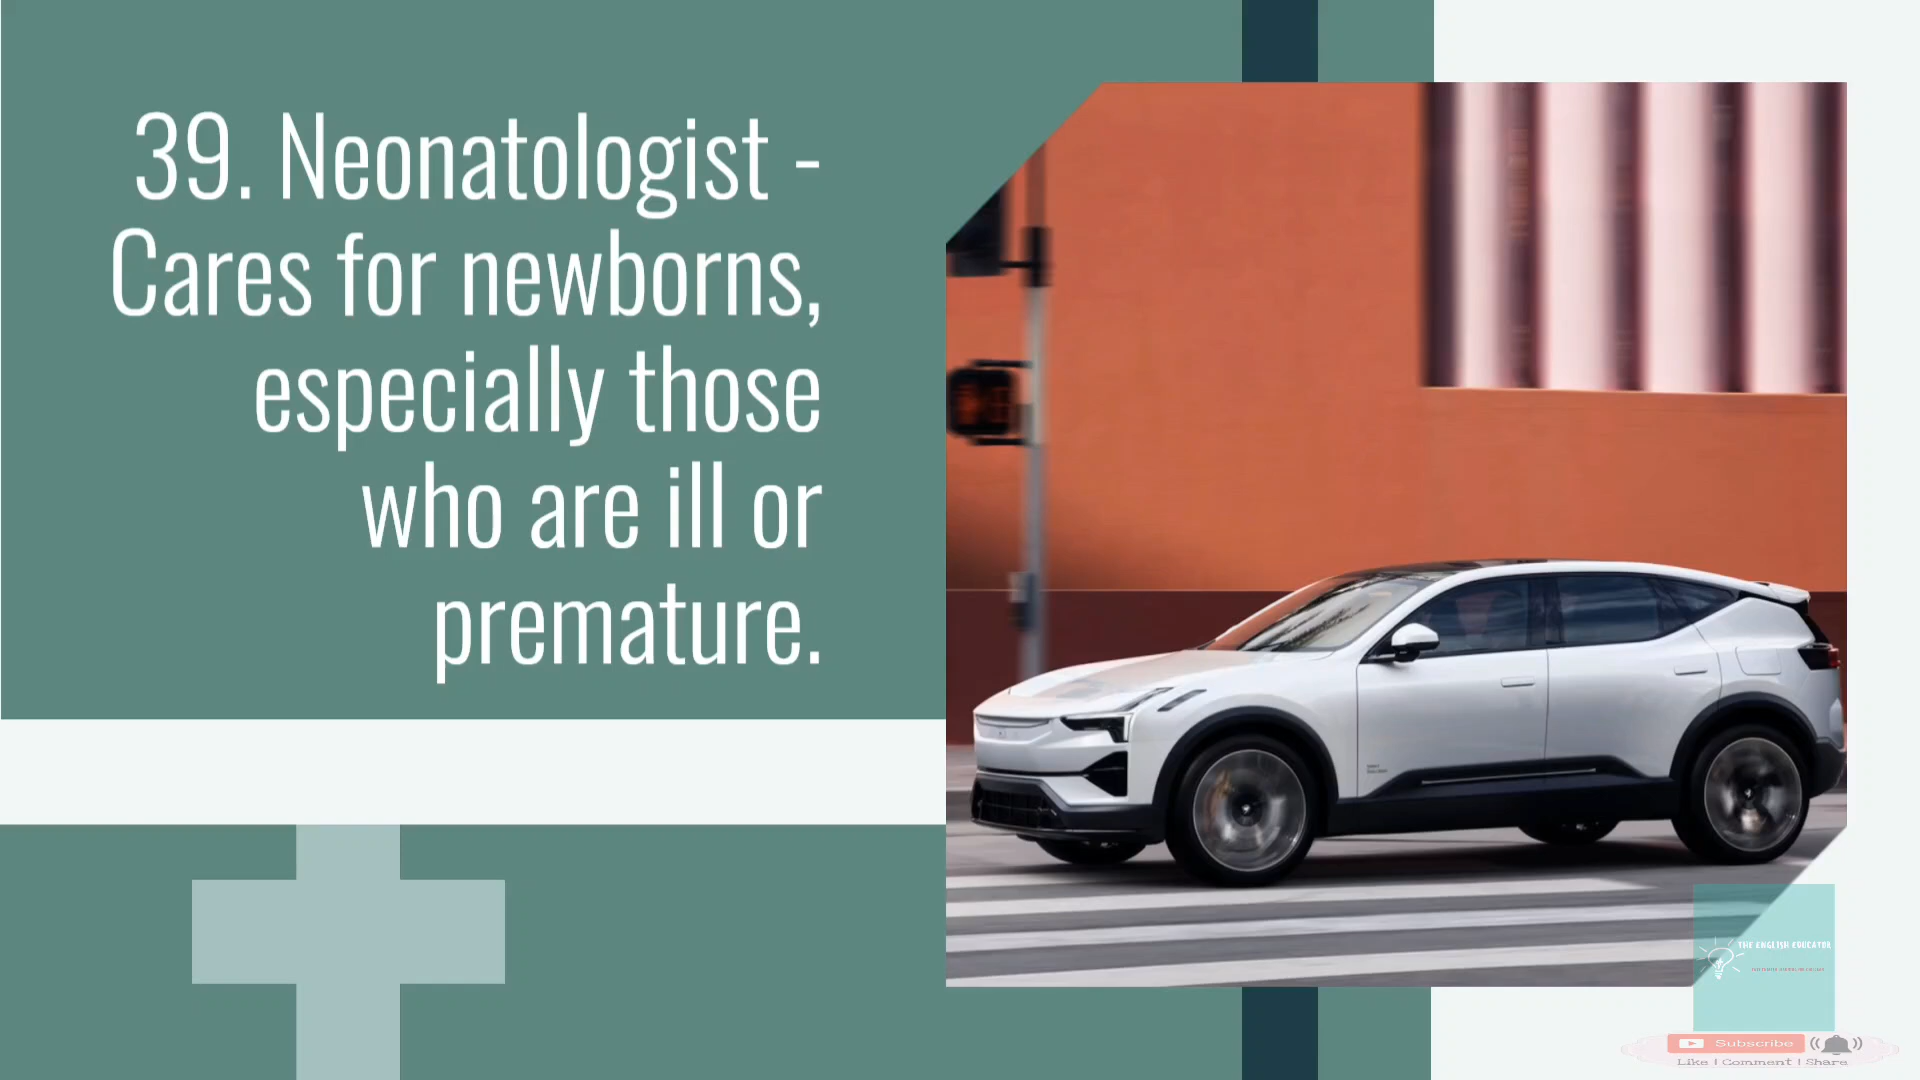 39. Neonatologist -
Cares for newborns,
especially those
who are ill or
premature.
THE ENGLISH EDUCATOR
Subscribe
Like | Comment | Share